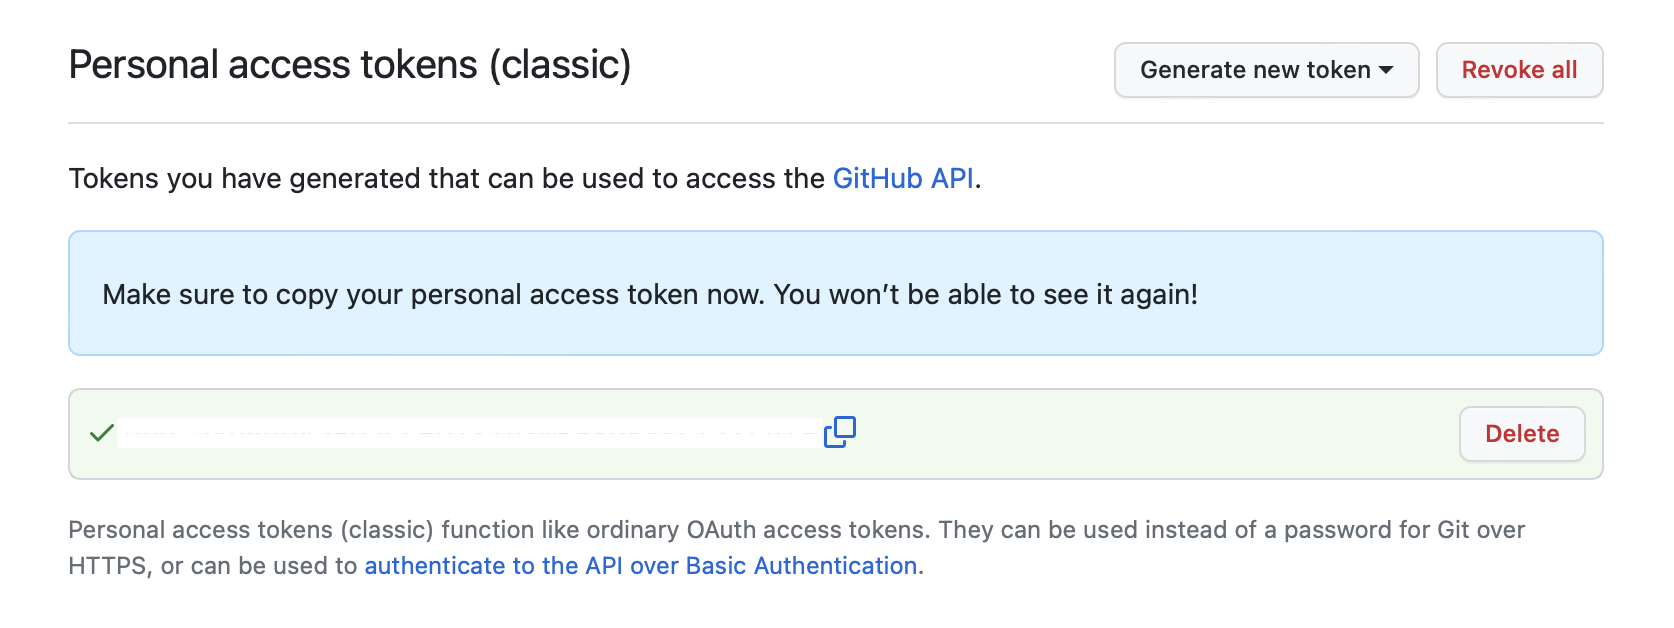 Personal access tokens (classic)
Generate new token
Revoke all
Tokens you have generated that can be used to access the GitHub API.
Make sure to copy your personal access token now. You won’t be able to see it again!
Delete
Personal access tokens (classic) function like ordinary OAuth access tokens. They can be used instead of a password for Git over
HTTPS, or can be used to authenticate to the API over Basic Authentication.